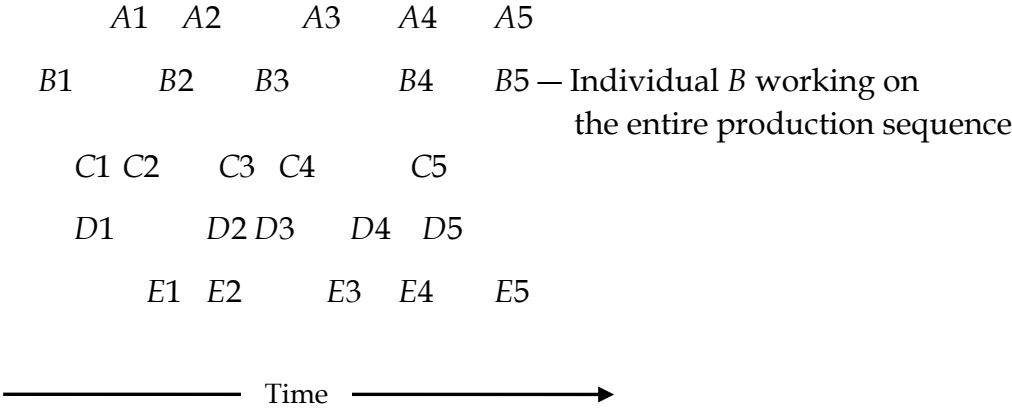 A1 A2 A3 A4 A5
B1 B2 B3 B4 B5 — Individual B working on
the entire production sequence
C1 C2 C3 C4 C5
D1 D2 D3 D4 D5
E1 E2 E3 E4 E5
Time